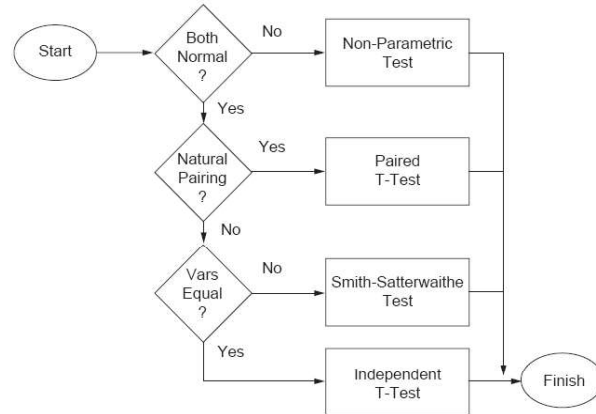 Start
Both
Normal
?
No
Non-Parametric
Test
Yes
Natural
Pairing
?
Yes
Paired
T-Test
No
Vars
Equal
?
No
Smith-Satterwaithe
Test
Yes
Independent
T-Test
Finish